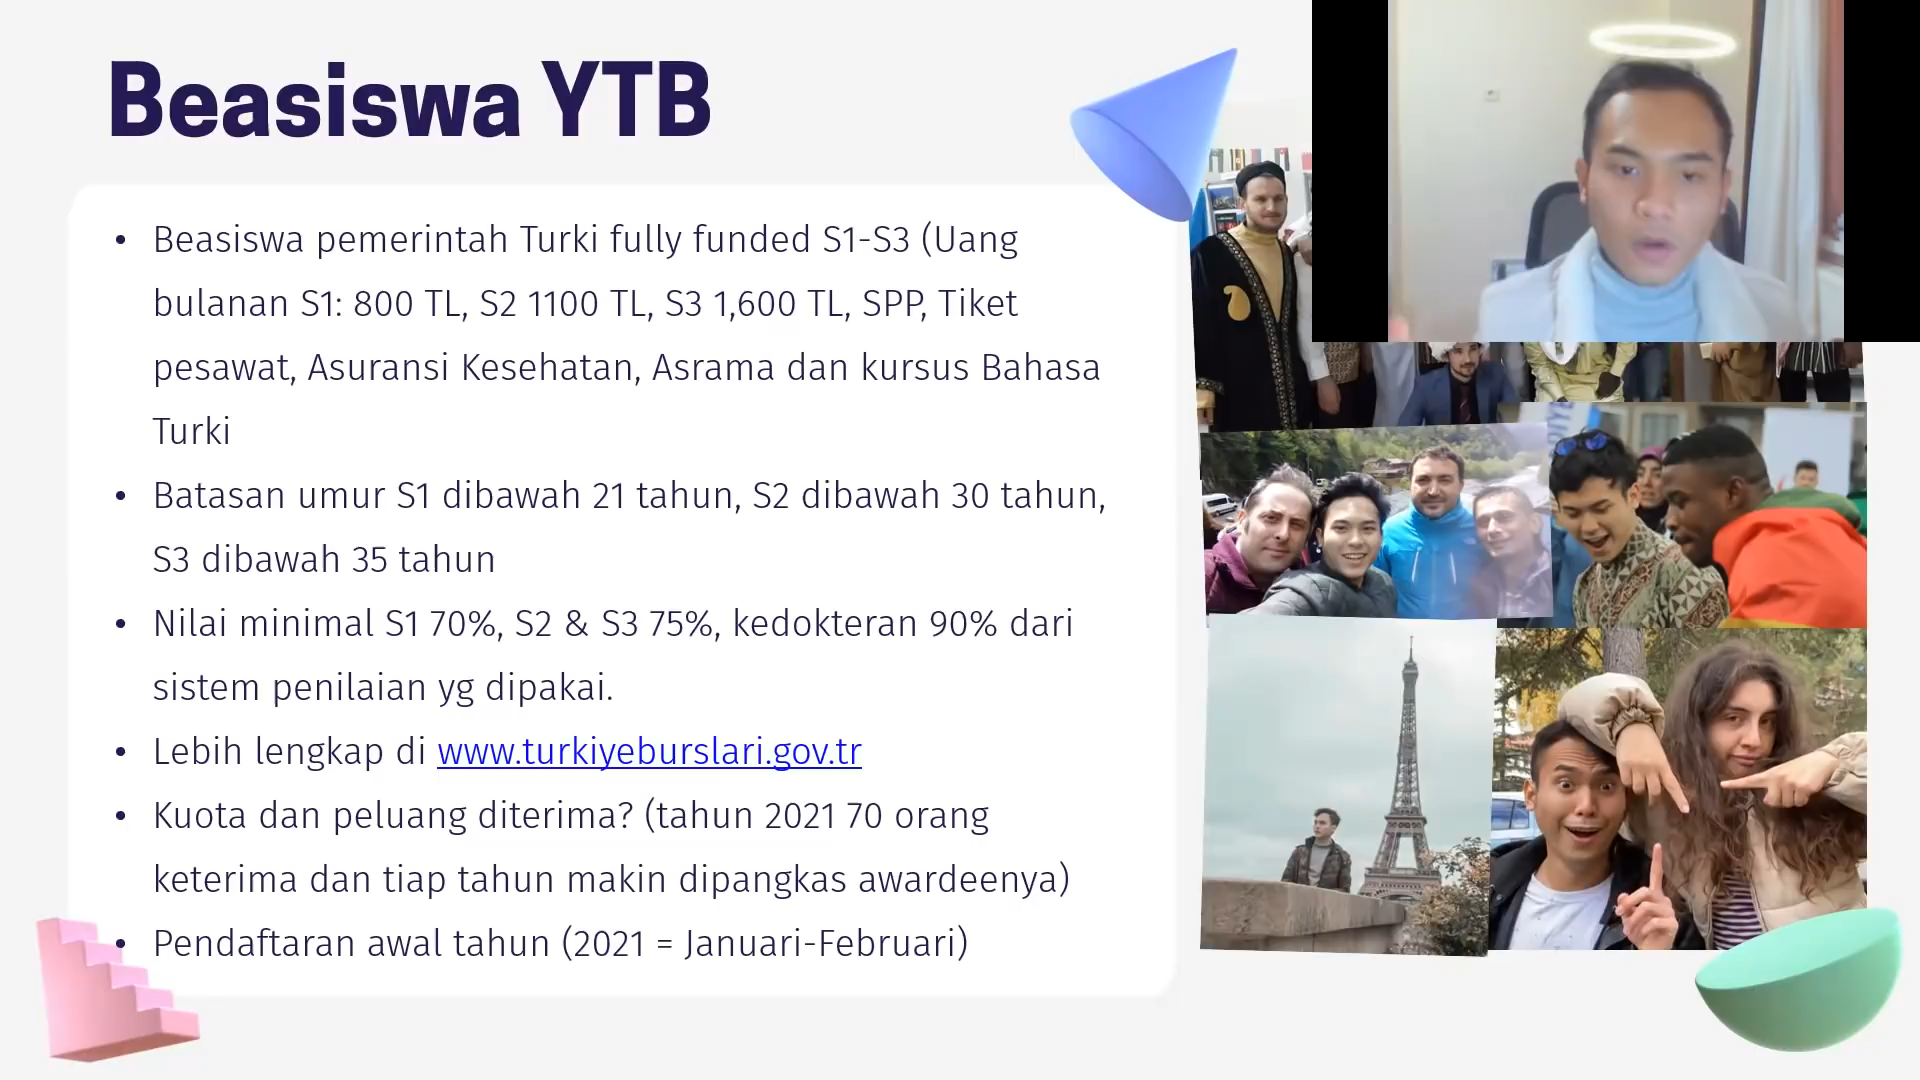 Beasiswa YTB
• Beasiswa pemerintah Turki fully funded S1-S3 (Uang
bulanan S1: 800 TL, S2 1100 TL, S3 1,600 TL, SPP, Tiket
pesawat, Asuransi Kesehatan, Asrama dan kursus Bahasa
Turki
• Batasan umur S1 dibawah 21 tahun, S2 dibawah 30 tahun,
S3 dibawah 35 tahun
• Nilai minimal S1 70%, S2 & S3 75%, kedokteran 90% dari
sistem penilaian yg dipakai.
• Lebih lengkap di www.turkiyeburslari.gov.tr
• Kuota dan peluang diterima? (tahun 2021 70 orang
keterima dan tiap tahun makin dipangkas awardeenya)
• Pendaftaran awal tahun (2021 = Januari-Februari)